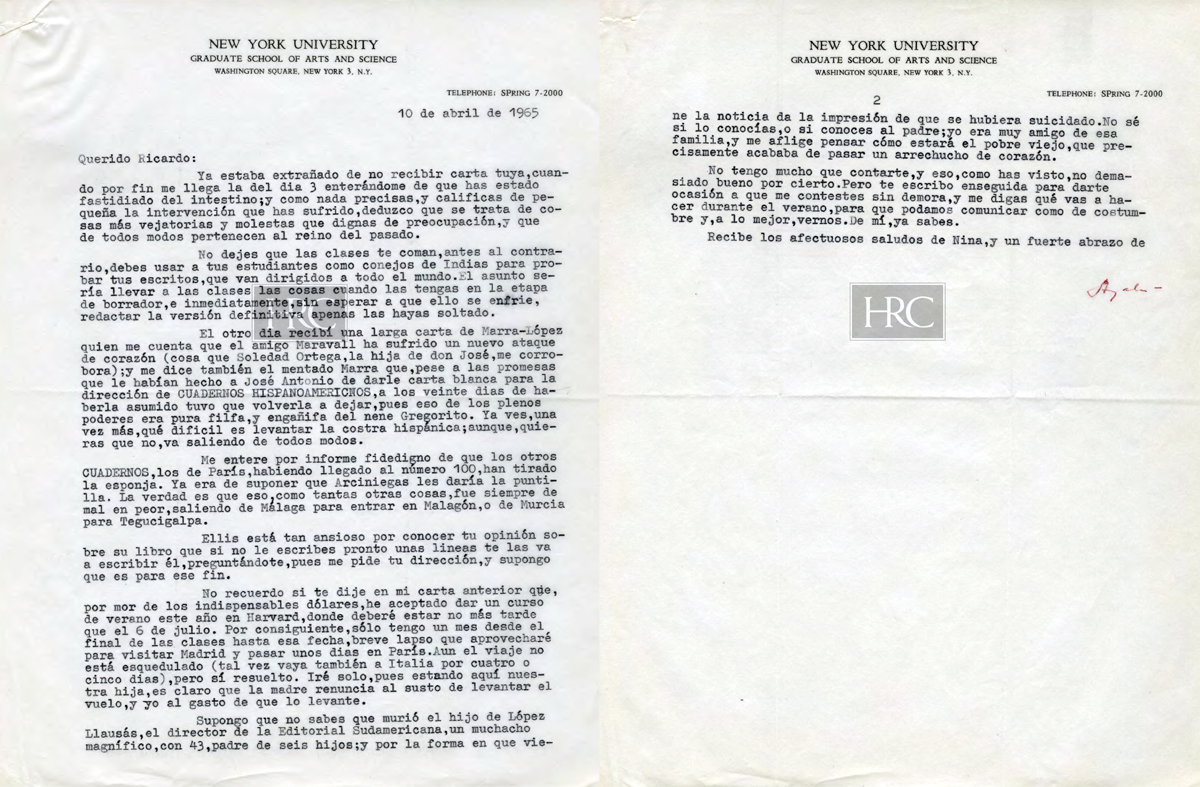 NEW YORK UNIVERSITY
GRADUATE SCHOOL OF ARTS AND SCIENCE
WASHINGTON SQUARE, NEW YORK 3, N.Y.
TELEPHONE: SPRING 7-2000
10 de abril de 1965
Querido Ricardo:
Ya estaba extrañado de no recibir carta tuya,cuan-
do por fin me llega la del dia 3 enterándome de que has estado
fastidiado del intestino;y como nada precisas,y calificas de pe-
queña la intervención que has sufrido,deduzco que se trata de co-
sas más vejatorias y molestas que dignas de preocupación,y que
de todos modos pertenecen al reino del pasado.
No dejes que las clases te coman,antes al contra-
rio,debes usar a tus estudiantes como conejos de Indias para pro-
bar tus escritos,que van dirigidos a todo el mundo.El asunto se-
ría llevar a las clases las cosas cuando las tengas en la etapa
de borrador,e inmediatamente,sin esperar a que ello se enfrie,
redactar la versión definitiva apenas las hayas soltado.
El otro dia recibí una larga carta de Marra-López
quien me cuenta que el amigo Maravall ha sufrido un nuevo ataque
de corazón (cosa que Soledad Ortega,la hija de don José,me corro-
bora);y me dice también el mentado Marra que,pese a las promesas
que le habían hecho a José Antonio de darle carta blanca para la
dirección de CUADERNOS HISPANOAMERICNOS,a los veinte dias de ha-
berla asumido tuvo que volverla a dejar,pues eso de los plenos
poderes era pura filfa,y engañifa del nene Gregorito. Ya ves,una
vez más,qué dificil es levantar la costra hispánica;aunque,quie-
ras que no,va saliendo de todos modos.
Me entere por informe fidedigno de que los otros
CUADERNOS,los de París,habiendo llegado al número 100,han tirado
la esponja. Ya era de suponer que Arciniegas les daría la punti-
lla. La verdad es que eso,como tantas otras cosas,fue siempre de
mal en peor,saliendo de Málaga para entrar en Malagón,o de Murcia
para Tegucigalpa.
Ellis está tan ansioso por conocer tu opinión so-
bre su libro que si no le escribes pronto unas lineas te las va
a escribir él,preguntándote,pues me pide tu dirección,y supongo
que es para ese fin.
No recuerdo si te dije en mi carta anterior que,
por mor de los indispensables dólares,he aceptado dar un curso
de verano este año en Harvard,donde deberé estar no más tarde
que el 6 de julio. Por consiguiente,sólo tengo un mes desde el
final de las clases hasta esa fecha,breve lapso que aprovecharé
para visitar Madrid y pasar unos dias en París.Aun el viaje no
está esquedulado (tal vez vaya también a Italia por cuatro o
cinco dias),pero sí resuelto. Iré solo,pues estando aquí nues-
tra hija,es claro que la madre renuncia al susto de levantar el
vuelo,y yo al gasto de que lo levante.
Supongo que no sabes que murió el hijo de López
Llausás,el director de la Editorial Sudamericana,un muchacho
magnífico,con 43,padre de seis hijos;y por la forma en que vie-
NEW YORK UNIVERSITY
GRADUATE SCHOOL OF ARTS AND SCIENCE
WASHINGTON SQUARE, NEW YORK 3, N.Y.
TELEPHONE: SPRING 7-2000
2
ne la noticia da la impresión de que se hubiera suicidado.No sé
si lo conocías,o si conoces al padre;yo era muy amigo de esa
familia,y me aflige pensar cómo estará el pobre viejo,que pre-
cisamente acababa de pasar un arrechucho de corazón.
No tengo mucho que contarte,y eso,como has visto,no dema-
siado bueno por cierto.Pero te escribo enseguida para darte
ocasión a que me contestes sin demora,y me digas qué vas a ha-
cer durante el verano,para que podamos comunicar como de costum-
bre y,a lo mejor,vernos.De mí,ya sabes.
Recibe los afectuosos saludos de Nina,y un fuerte abrazo de
Ayala
HRC
HRC